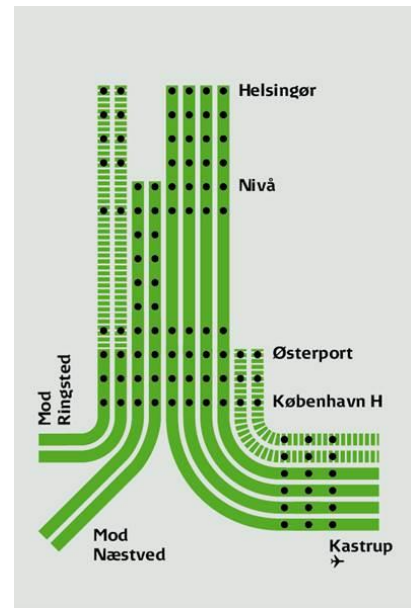 Helsingør
Nivå
Østerport
København H
Mod
Ringsted
Mod
Næstved
Kastrup